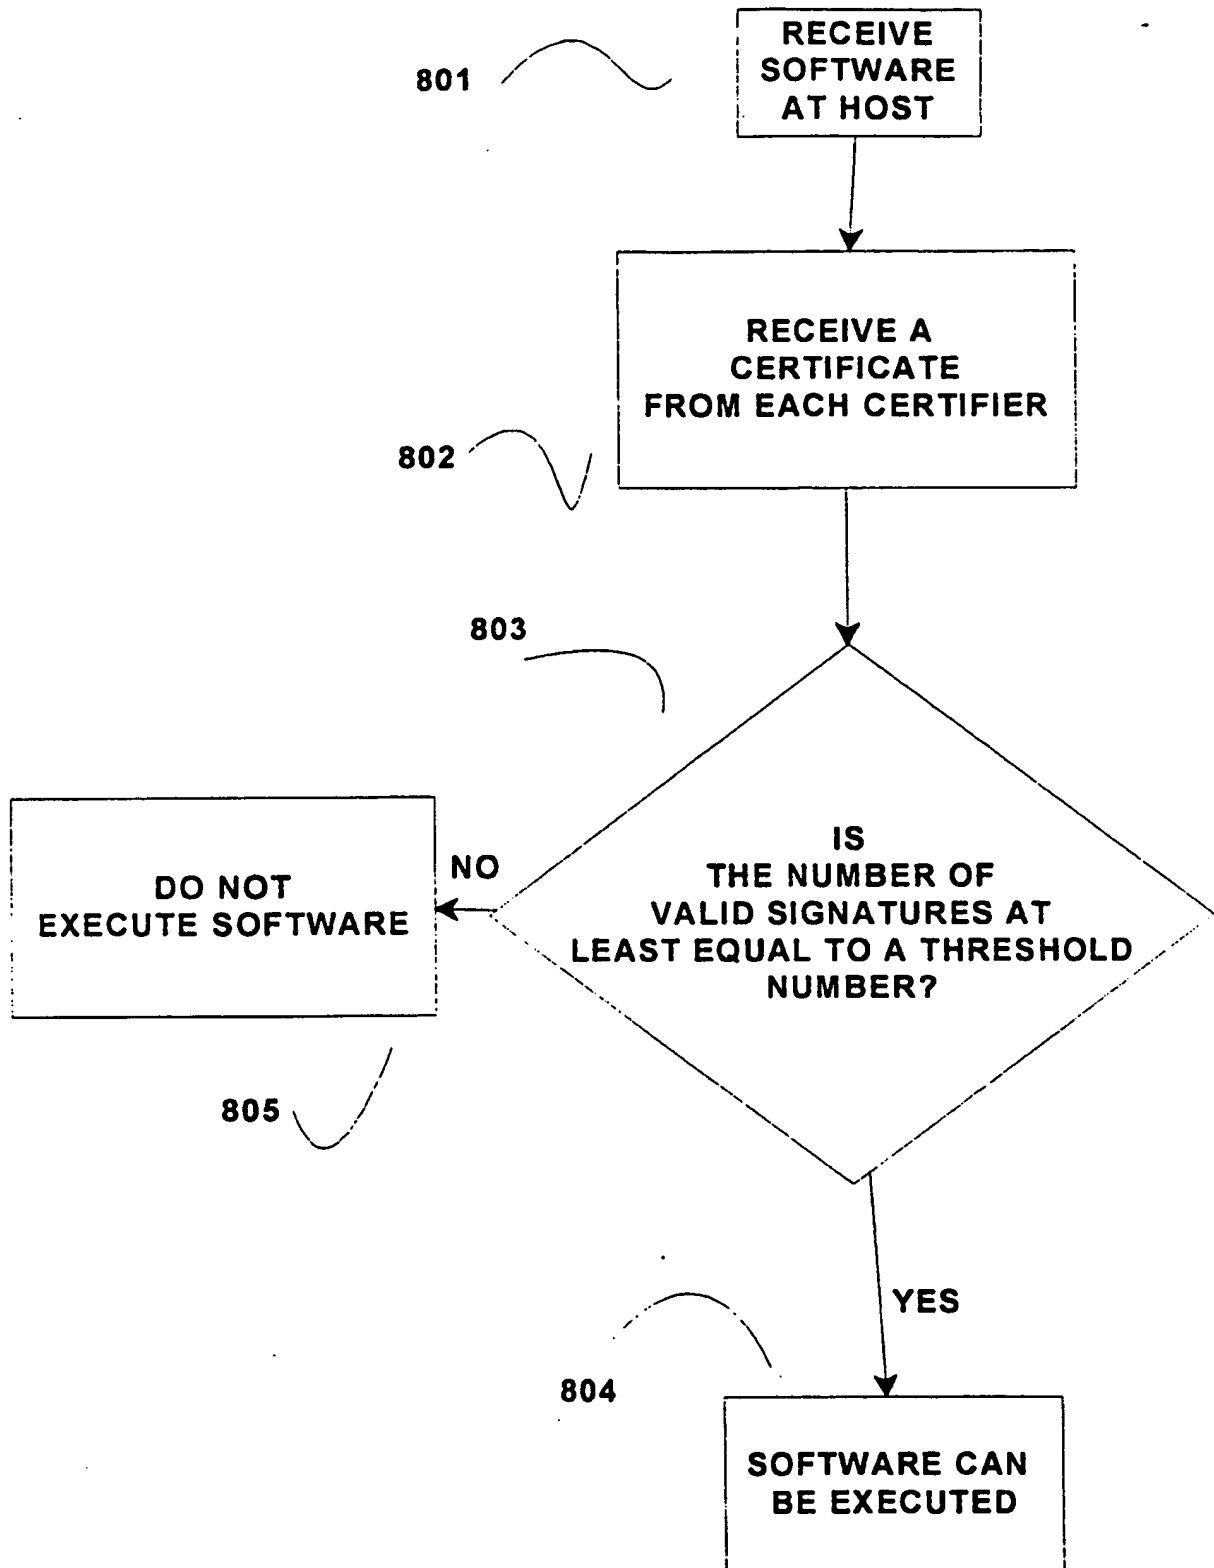 RECEIVE
SOFTWARE
AT HOST
801
RECEIVE A
CERTIFICATE
FROM EACH CERTIFIER
802
803
IS
THE NUMBER OF
VALID SIGNATURES AT
LEAST EQUAL TO A THRESHOLD
NUMBER?
NO
DO NOT
EXECUTE SOFTWARE
805
YES
804
SOFTWARE CAN
BE EXECUTED